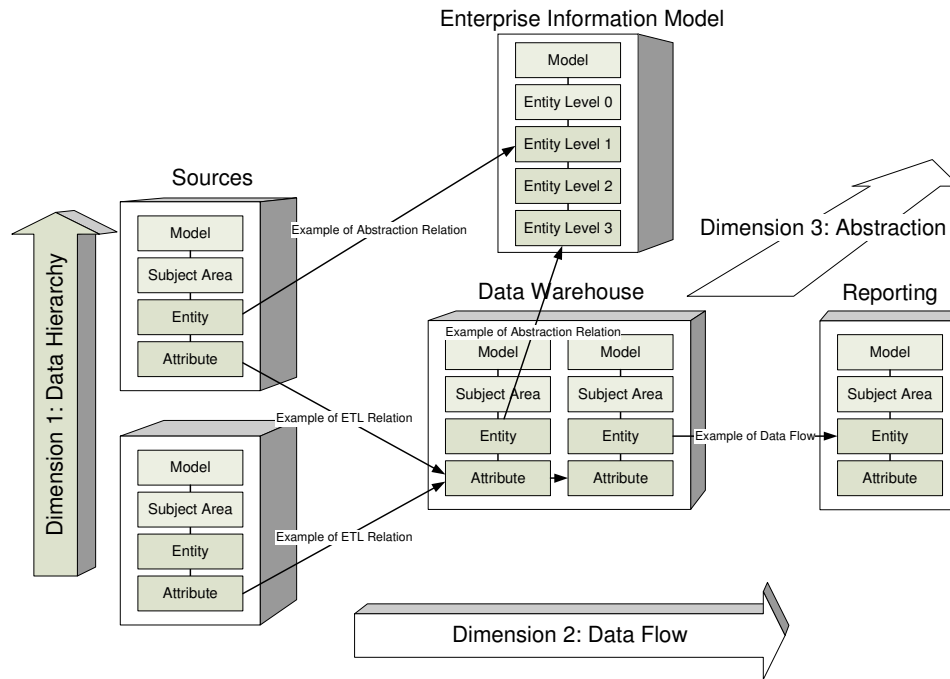 Enterprise Information Model
Model
Entity Level 0
Entity Level 1
Entity Level 2
Entity Level 3
Sources
Model
Subject Area
Entity
Attribute
Model
Subject Area
Entity
Attribute
Dimension 1: Data Hierarchy
Example of Abstraction Relation
Example of ETL Relation
Example of ETL Relation
Data Warehouse
Example of Abstraction Relation
Model
Subject Area
Entity
Attribute
Model
Subject Area
Entity
Attribute
Example of Data Flow
Dimension 3: Abstraction
Reporting
Model
Subject Area
Entity
Attribute
Dimension 2: Data Flow